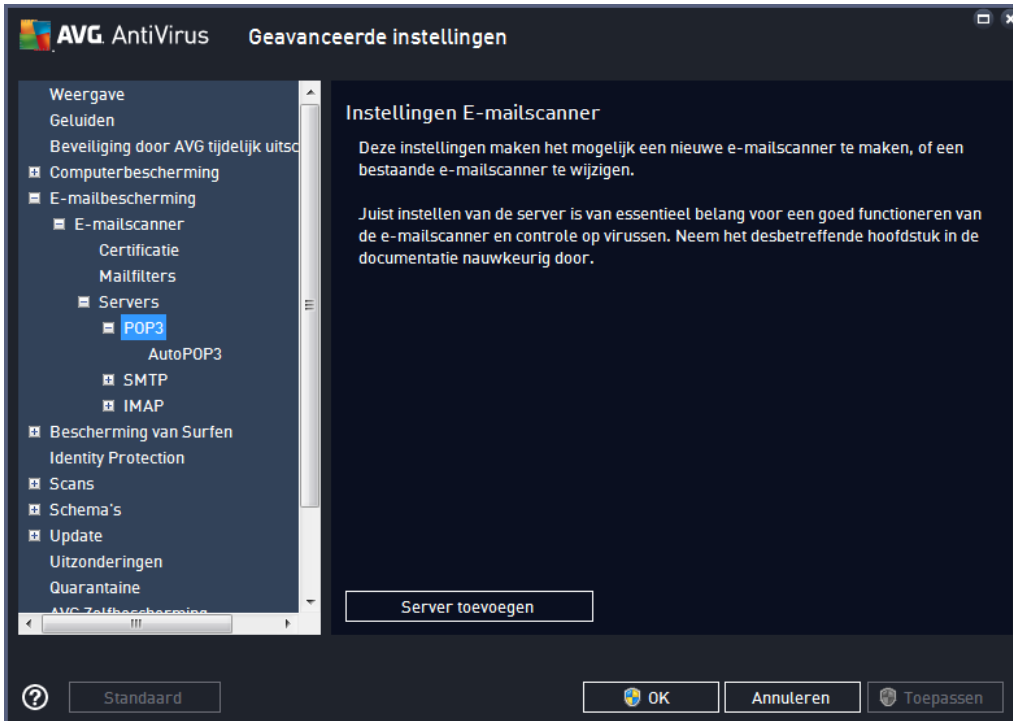 AVG. AntiVirus Geavanceerde instellingen
Weergave
Geluiden
Beveiliging door AVG tijdelijk uitsc
Computerbescherming
E-mailbescherming
E-mailscanner
Certificatie
Mailfilters
Servers
POP3
AutoPOP3
SMTP
IMAP
Bescherming van Surfen
Identity Protection
Scans
Schema's
Update
Uitzonderingen
Quarantaine
AVG Zelfbescherming
Instellingen E-mailscanner
Deze instellingen maken het mogelijk een nieuwe e-mailscanner te maken, of een
bestaande e-mailscanner te wijzigen.
Juist instellen van de server is van essentieel belang voor een goed functioneren van
de e-mailscanner en controle op virussen. Neem het desbetreffende hoofdstuk in de
documentatie nauwkeurig door.
Server toevoegen
? Standaard OK Annuleren Toepassen